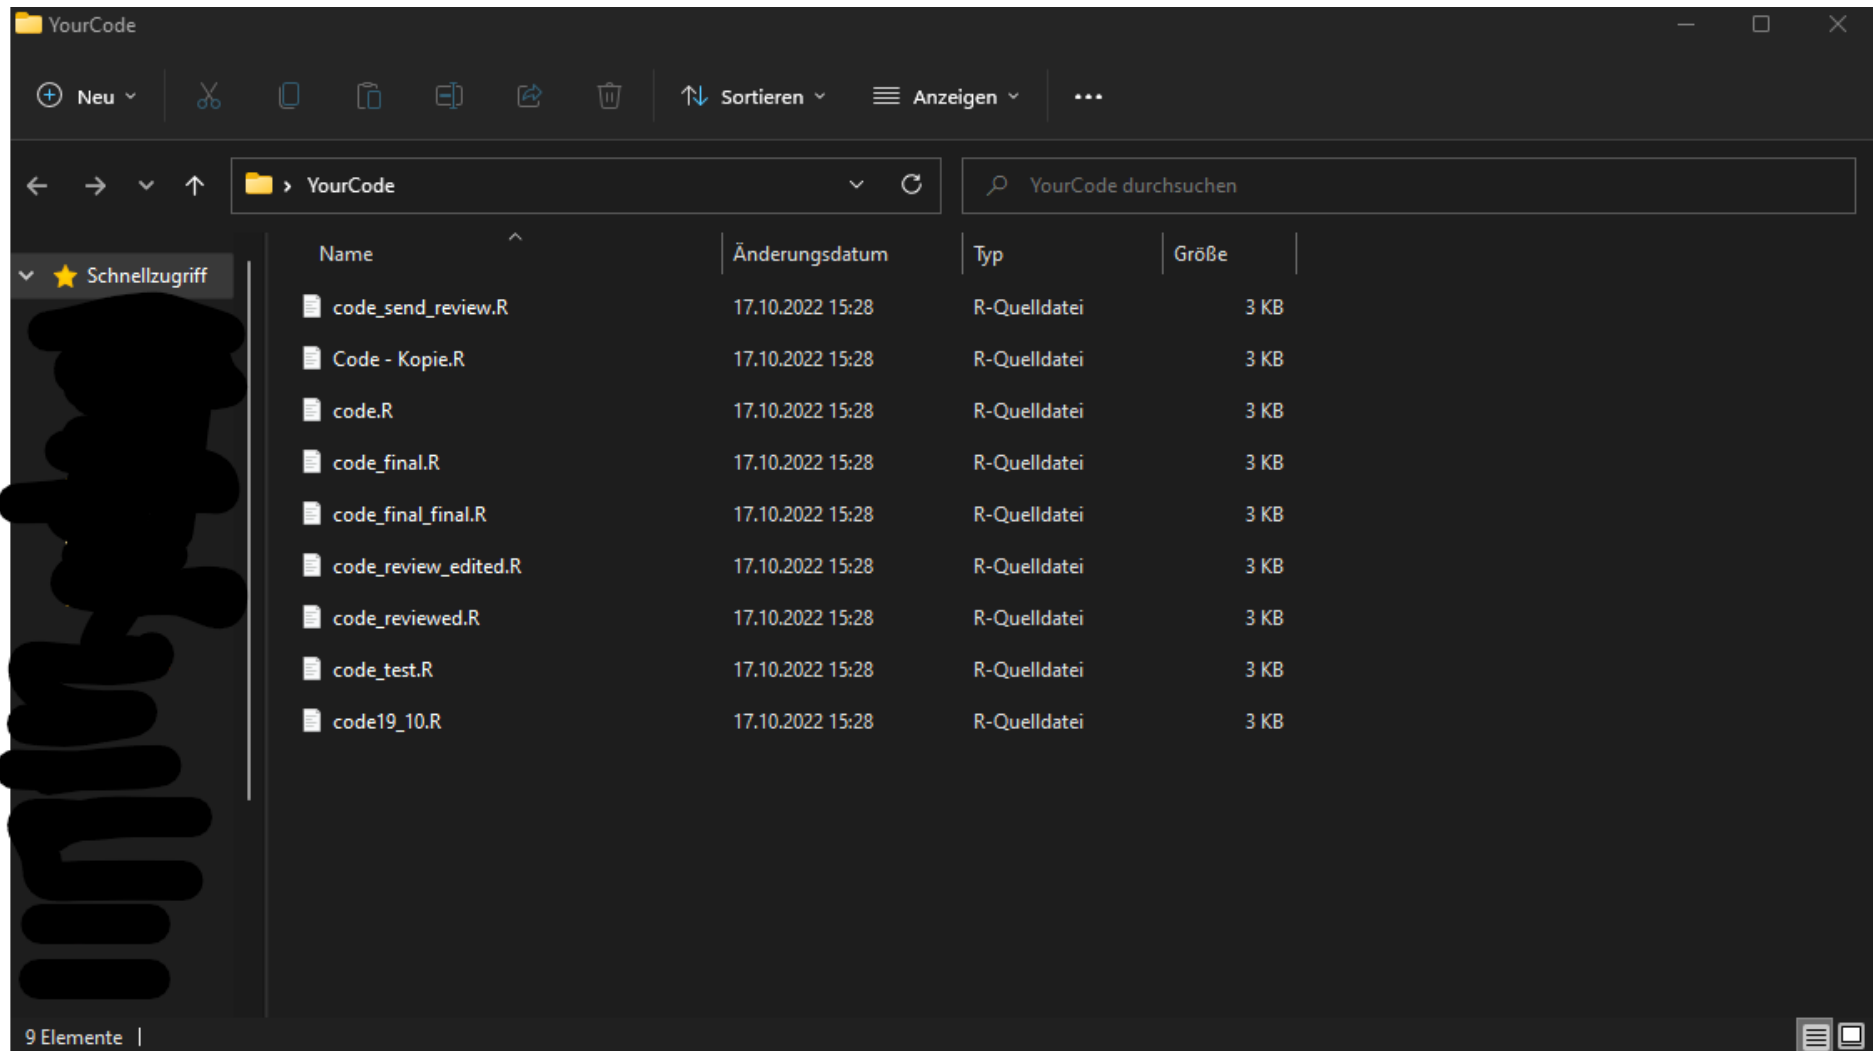 YourCode
Neu Sortieren Anzeigen
YourCode YourCode durchsuchen
Name Änderungsdatum Typ Größe
Schnellzugriff
code_send_review.R 17.10.2022 15:28 R-Quelldatei 3 KB
Code - Kopie.R 17.10.2022 15:28 R-Quelldatei 3 KB
code.R 17.10.2022 15:28 R-Quelldatei 3 KB
code_final.R 17.10.2022 15:28 R-Quelldatei 3 KB
code_final_final.R 17.10.2022 15:28 R-Quelldatei 3 KB
code_review_edited.R 17.10.2022 15:28 R-Quelldatei 3 KB
code_reviewed.R 17.10.2022 15:28 R-Quelldatei 3 KB
code_test.R 17.10.2022 15:28 R-Quelldatei 3 KB
code19_10.R 17.10.2022 15:28 R-Quelldatei 3 KB
9 Elemente